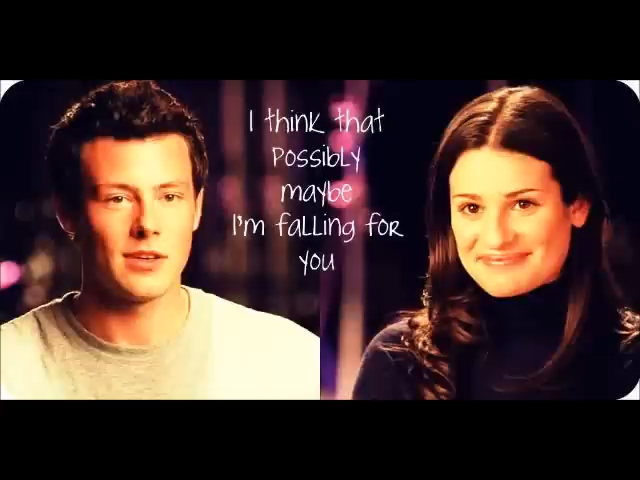 I think that
possibly
maybe
I'm falling for
you